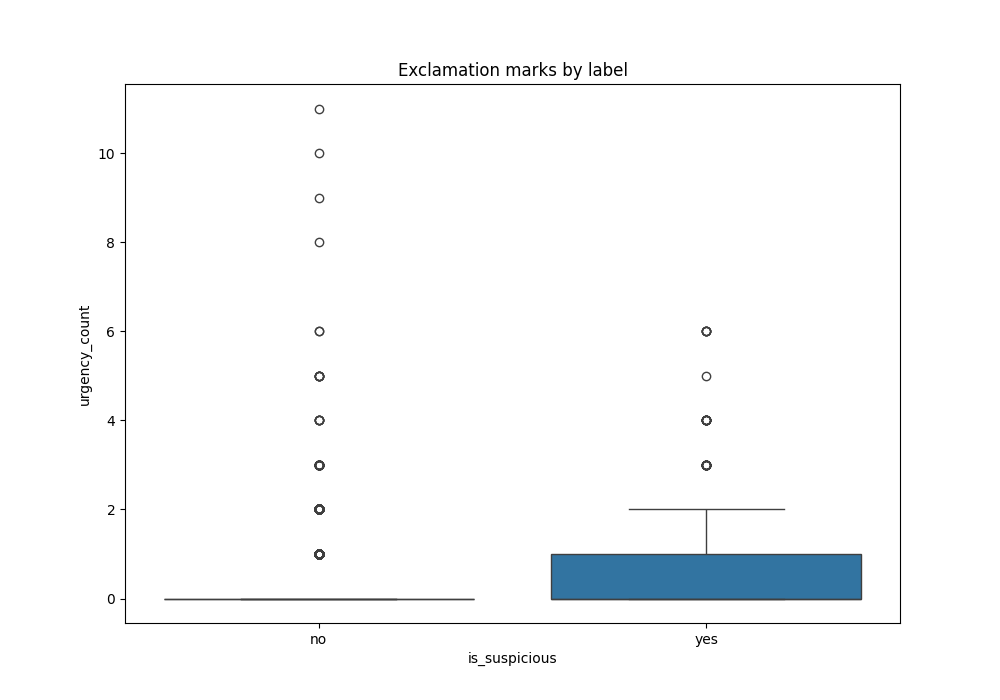 Exclamation marks by label
urgency_count
10
8
6
4
2
0
no
yes
is_suspicious